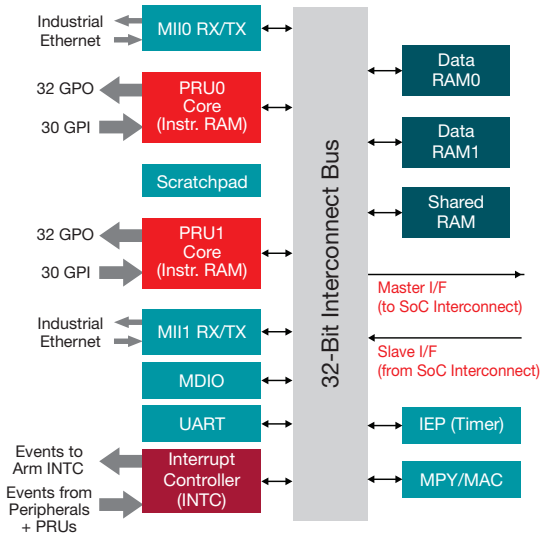 Industrial
Ethernet
MII0 RX/TX
32 GPO
30 GPI
PRU0
Core
(Instr. RAM)
Scratchpad
32 GPO
30 GPI
PRU1
Core
(Instr. RAM)
Industrial
Ethernet
MII1 RX/TX
MDIO
UART
Events to
Arm INTC
Events from
Peripherals
+ PRUs
Interrupt
Controller
(INTC)
32-Bit Interconnect Bus
Data
RAM0
Data
RAM1
Shared
RAM
Master I/F
(to SoC Interconnect)
Slave I/F
(from SoC Interconnect)
IEP (Timer)
MPY/MAC